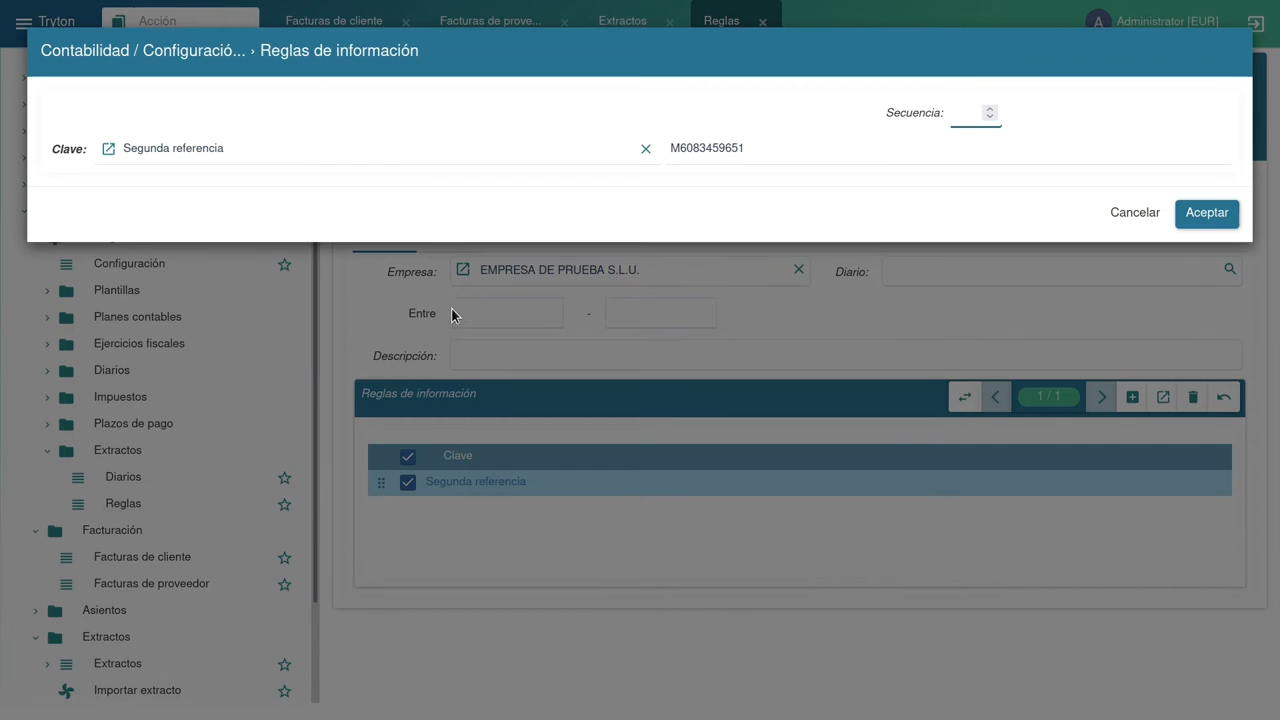 Tryton
Acción
Facturas de cliente
Facturas de prove...
Extractos
Reglas
A
Administrator [EUR]
Contabilidad / Configuració... › Reglas de información
Secuencia:
Clave:
Segunda referencia
M6083459651
Cancelar
Aceptar
Configuración
Plantillas
Planes contables
Ejercicios fiscales
Diarios
Impuestos
Plazos de pago
Extractos
Diarios
Reglas
Facturación
Facturas de cliente
Facturas de proveedor
Asientos
Extractos
Extractos
Importar extracto
Empresa:
EMPRESA DE PRUEBA S.L.U.
Diario:
Entre
-
Descripción:
Reglas de información
1 / 1
Clave
Segunda referencia